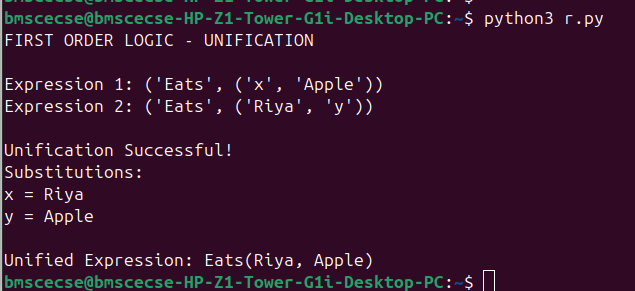 bmscecse@bmscecse-HP-Z1-Tower-G1i-Desktop-PC:~$ python3 r.py
FIRST ORDER LOGIC - UNIFICATION
Expression 1: ('Eats', ('x', 'Apple'))
Expression 2: ('Eats', ('Riya', 'y'))
Unification Successful!
Substitutions:
x = Riya
y = Apple
Unified Expression: Eats(Riya, Apple)
bmscecse@bmscecse-HP-Z1-Tower-G1i-Desktop-PC:~$